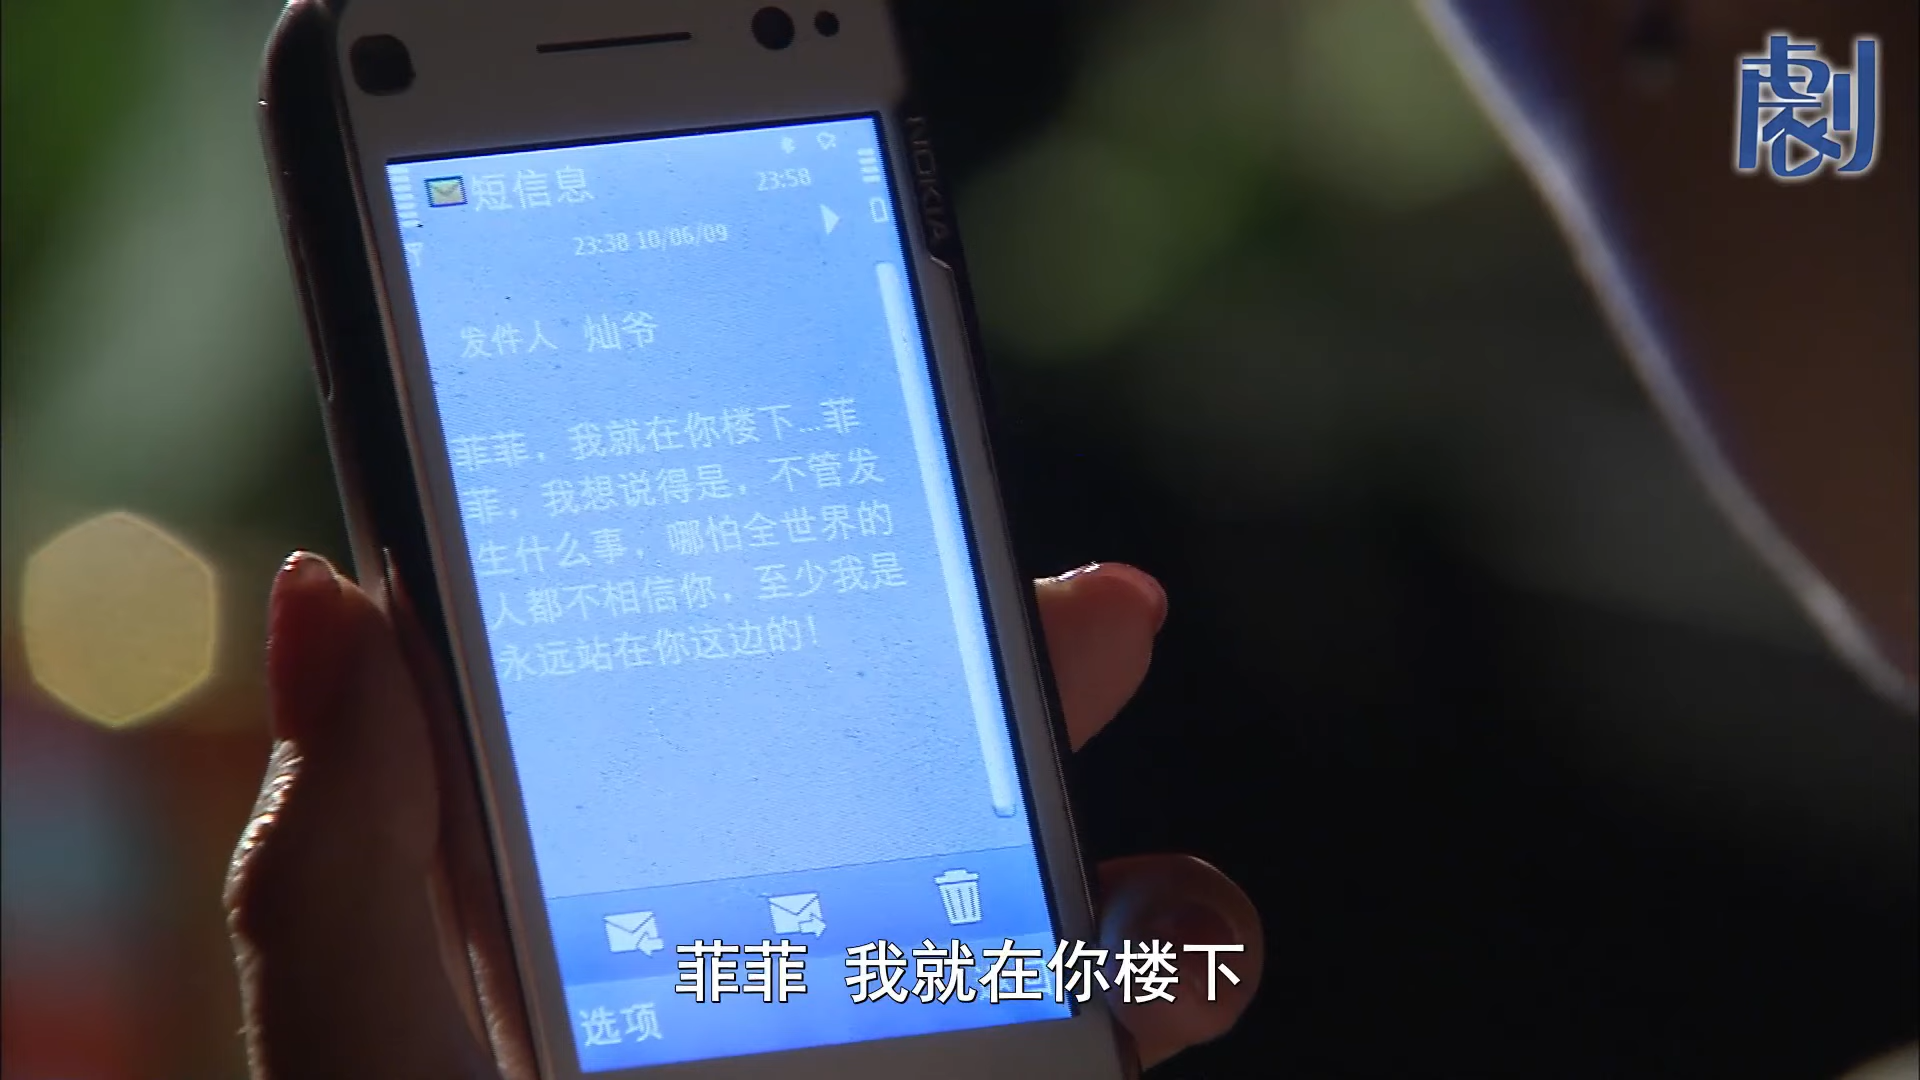 劇
NOKIA
短信息
23:58
23:38 10/06/09
发件人 灿爷
菲菲，我就在你楼下...菲
菲，我想说得是，不管发
生什么事，哪怕全世界的
人都不相信你，至少我是
永远站在你这边的！
菲菲 我就在你楼下
选项